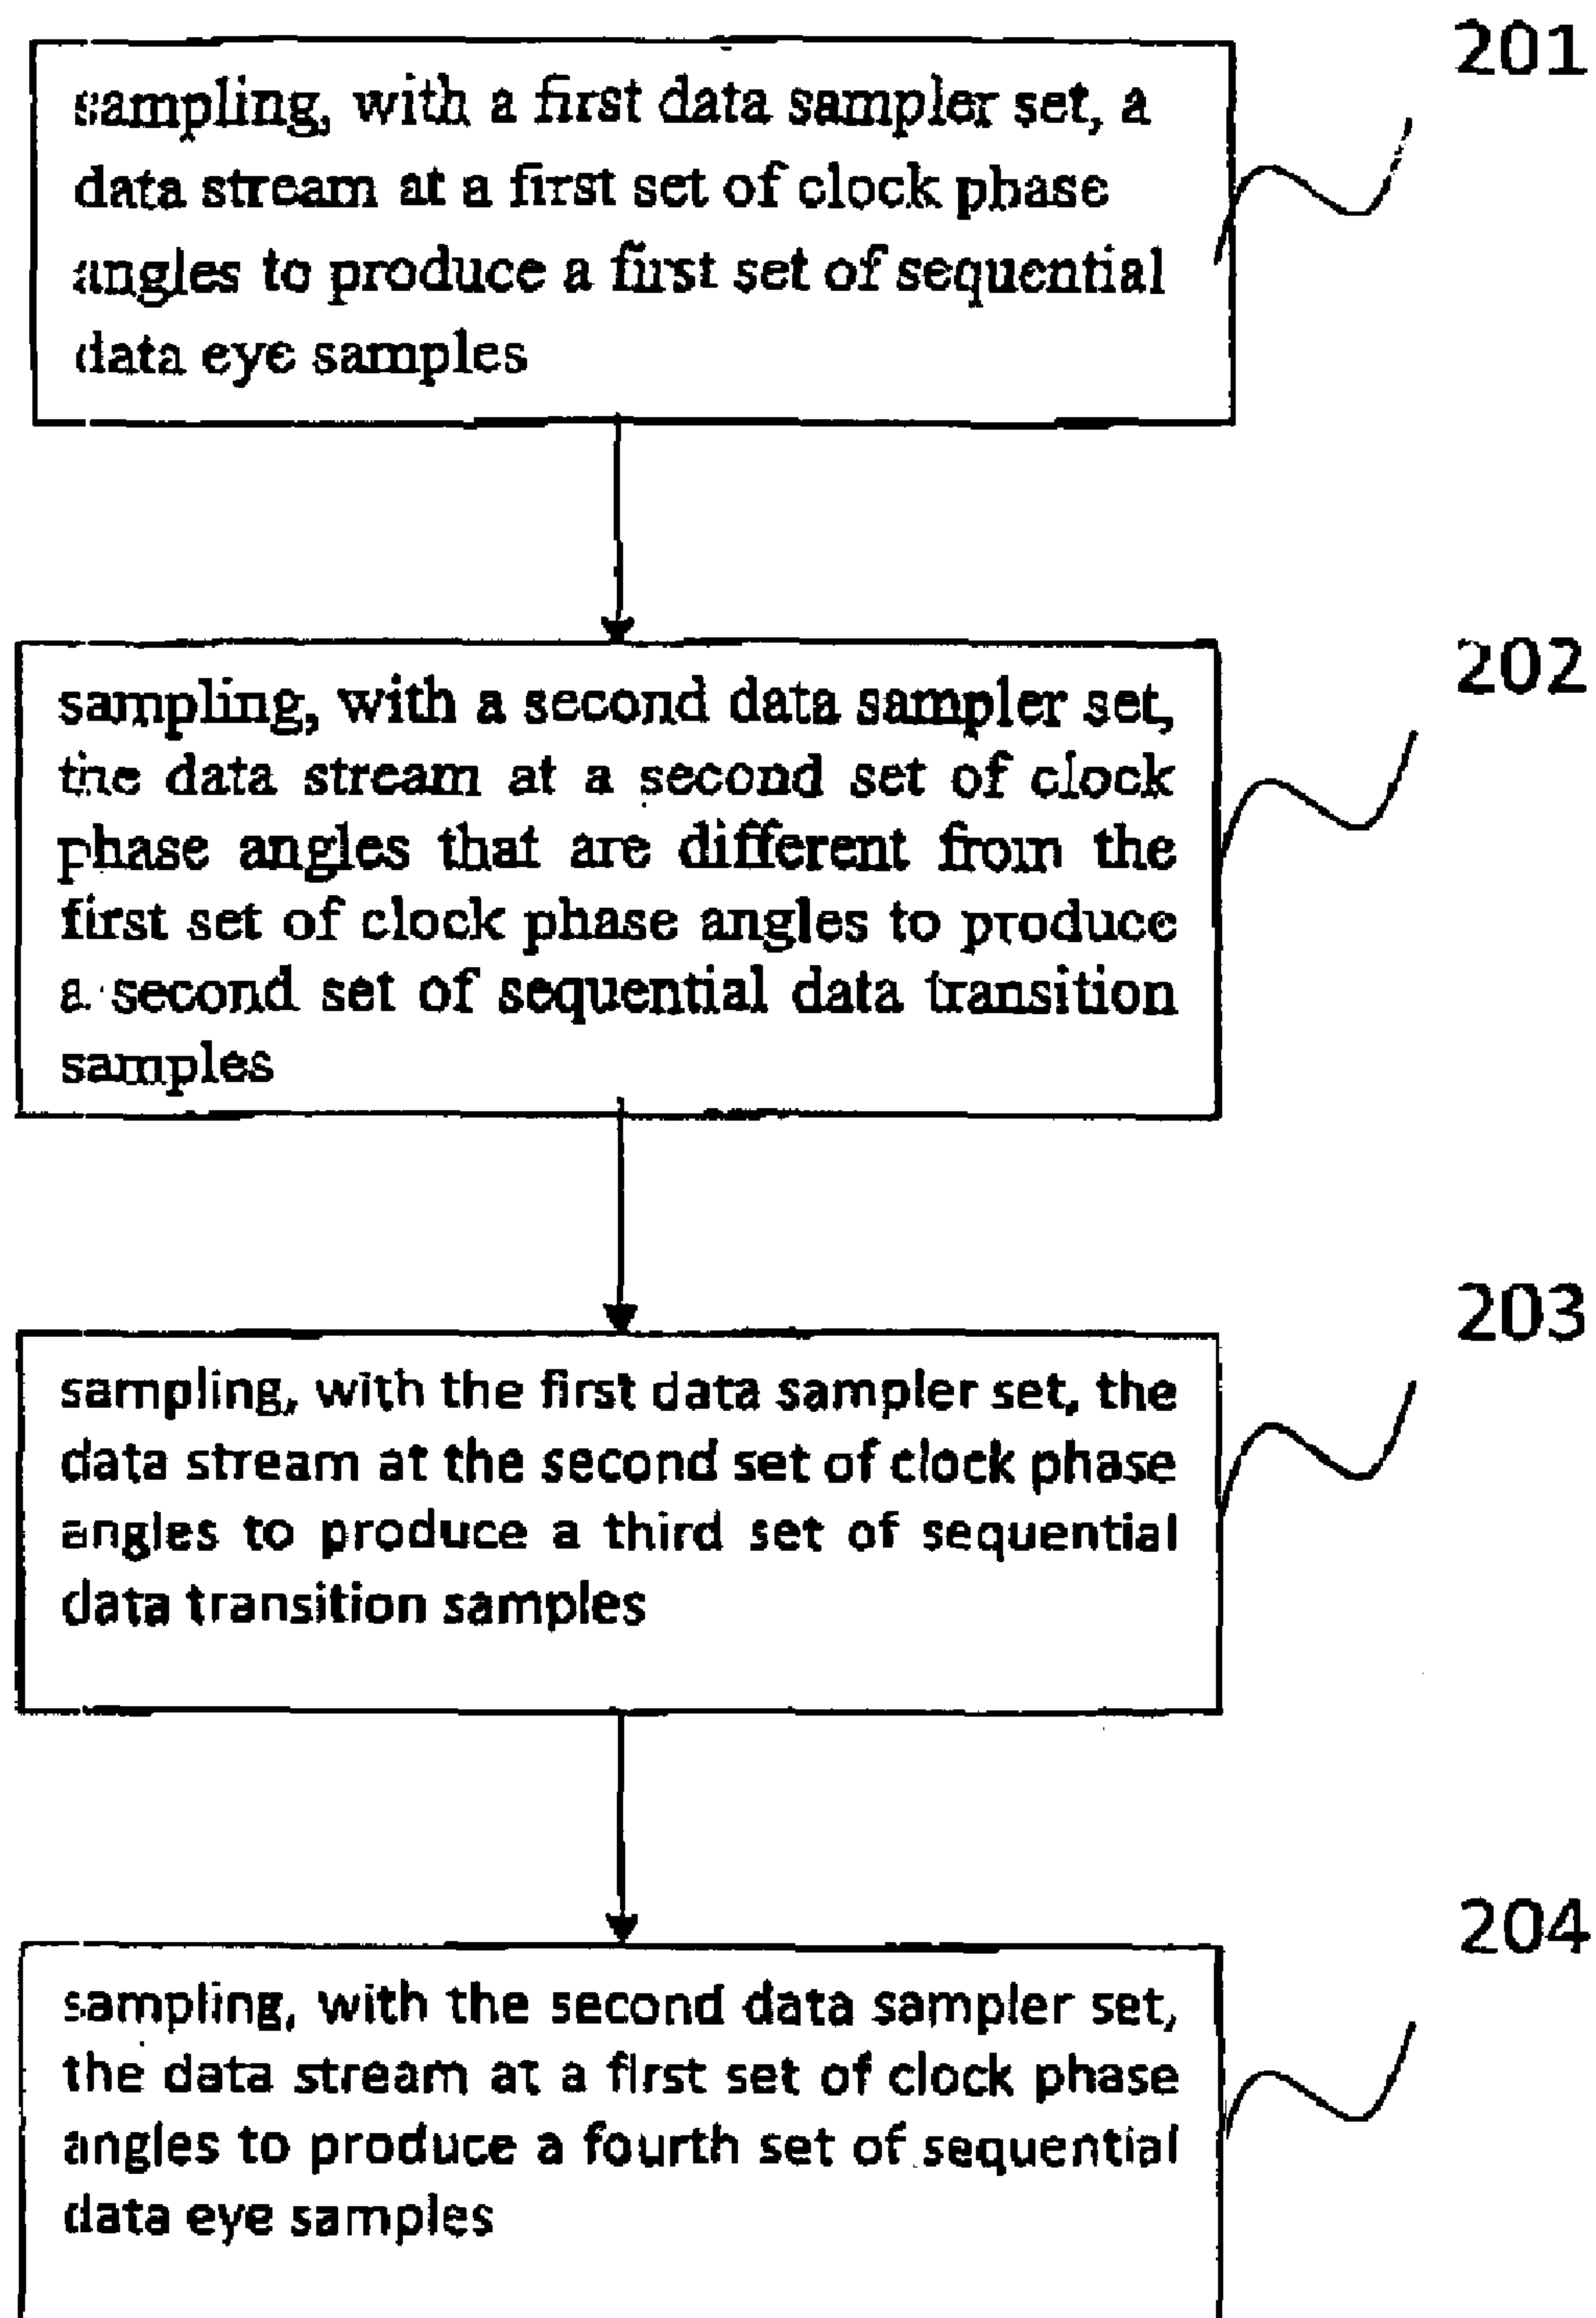 201
sampling, with a first data sampler set, a
data stream at a first set of clock phase
angles to produce a first set of sequential
data eye samples
202
sampling, with a second data sampler set,
the data stream at a second set of clock
phase angles that are different from the
first set of clock phase angles to produce
a second set of sequential data transition
samples
203
sampling, with the first data sampler set, the
data stream at the second set of clock phase
angles to produce a third set of sequential
data transition samples
204
sampling, with the second data sampler set,
the data stream at a first set of clock phase
angles to produce a fourth set of sequential
data eye samples